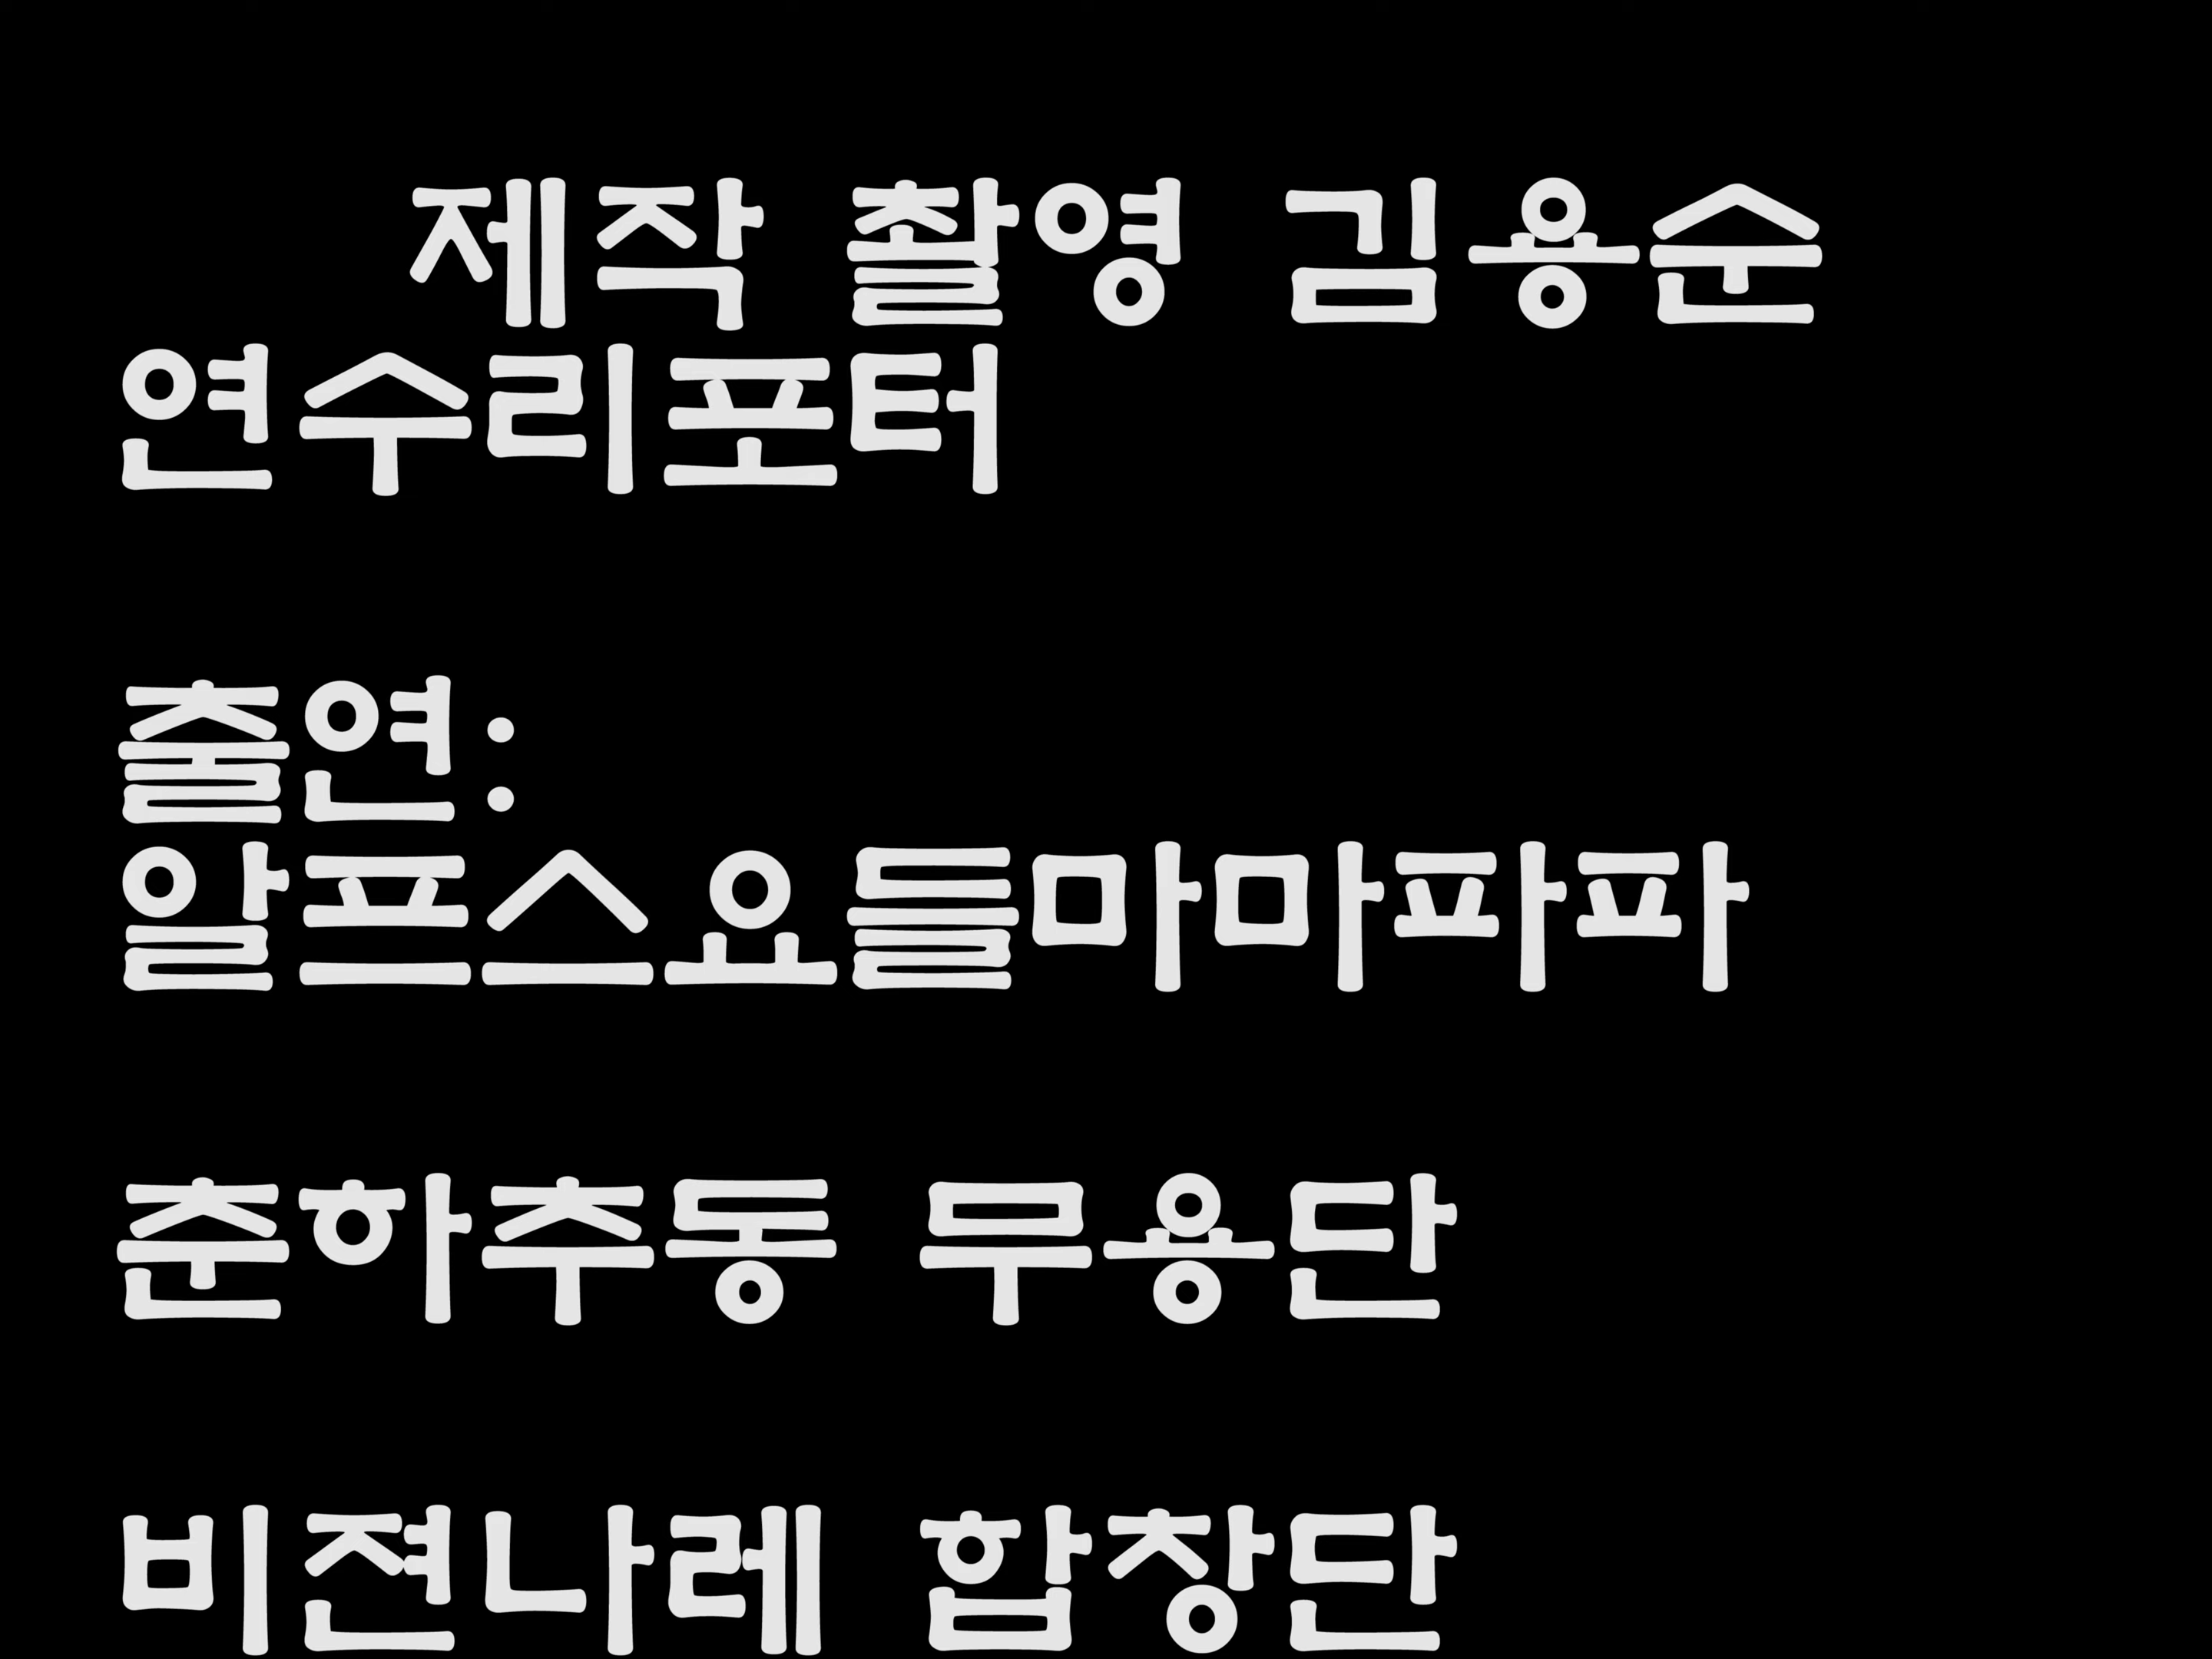 제작 촬영 김용순
연수리포터
출연:
알프스요를마마파파
춘하추동 무용단
비젼나레 합창단